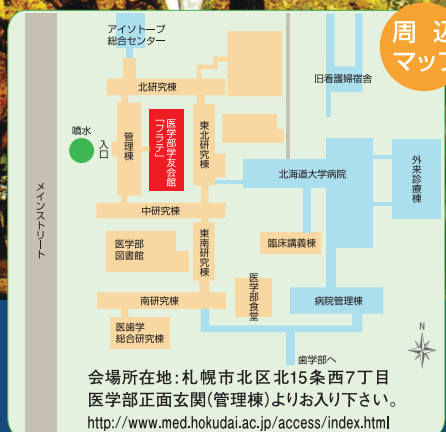 周辺
マップ
アイソトープ
総合センター
旧看護婦宿舎
北研究棟
噴水
入口
管理棟
医学部学友会館
「フラテ」
東北研究棟
北海道大学病院
外来診療棟
メインストリート
中研究棟
医学部
図書館
東南研究棟
臨床講義棟
南研究棟
医学部食堂
病院管理棟
医歯学
総合研究棟
歯学部へ
N
会場所在地：札幌市北区北15条西7丁目
医学部正面玄関(管理棟)よりお入り下さい。
http://www.med.hokudai.ac.jp/access/index.html